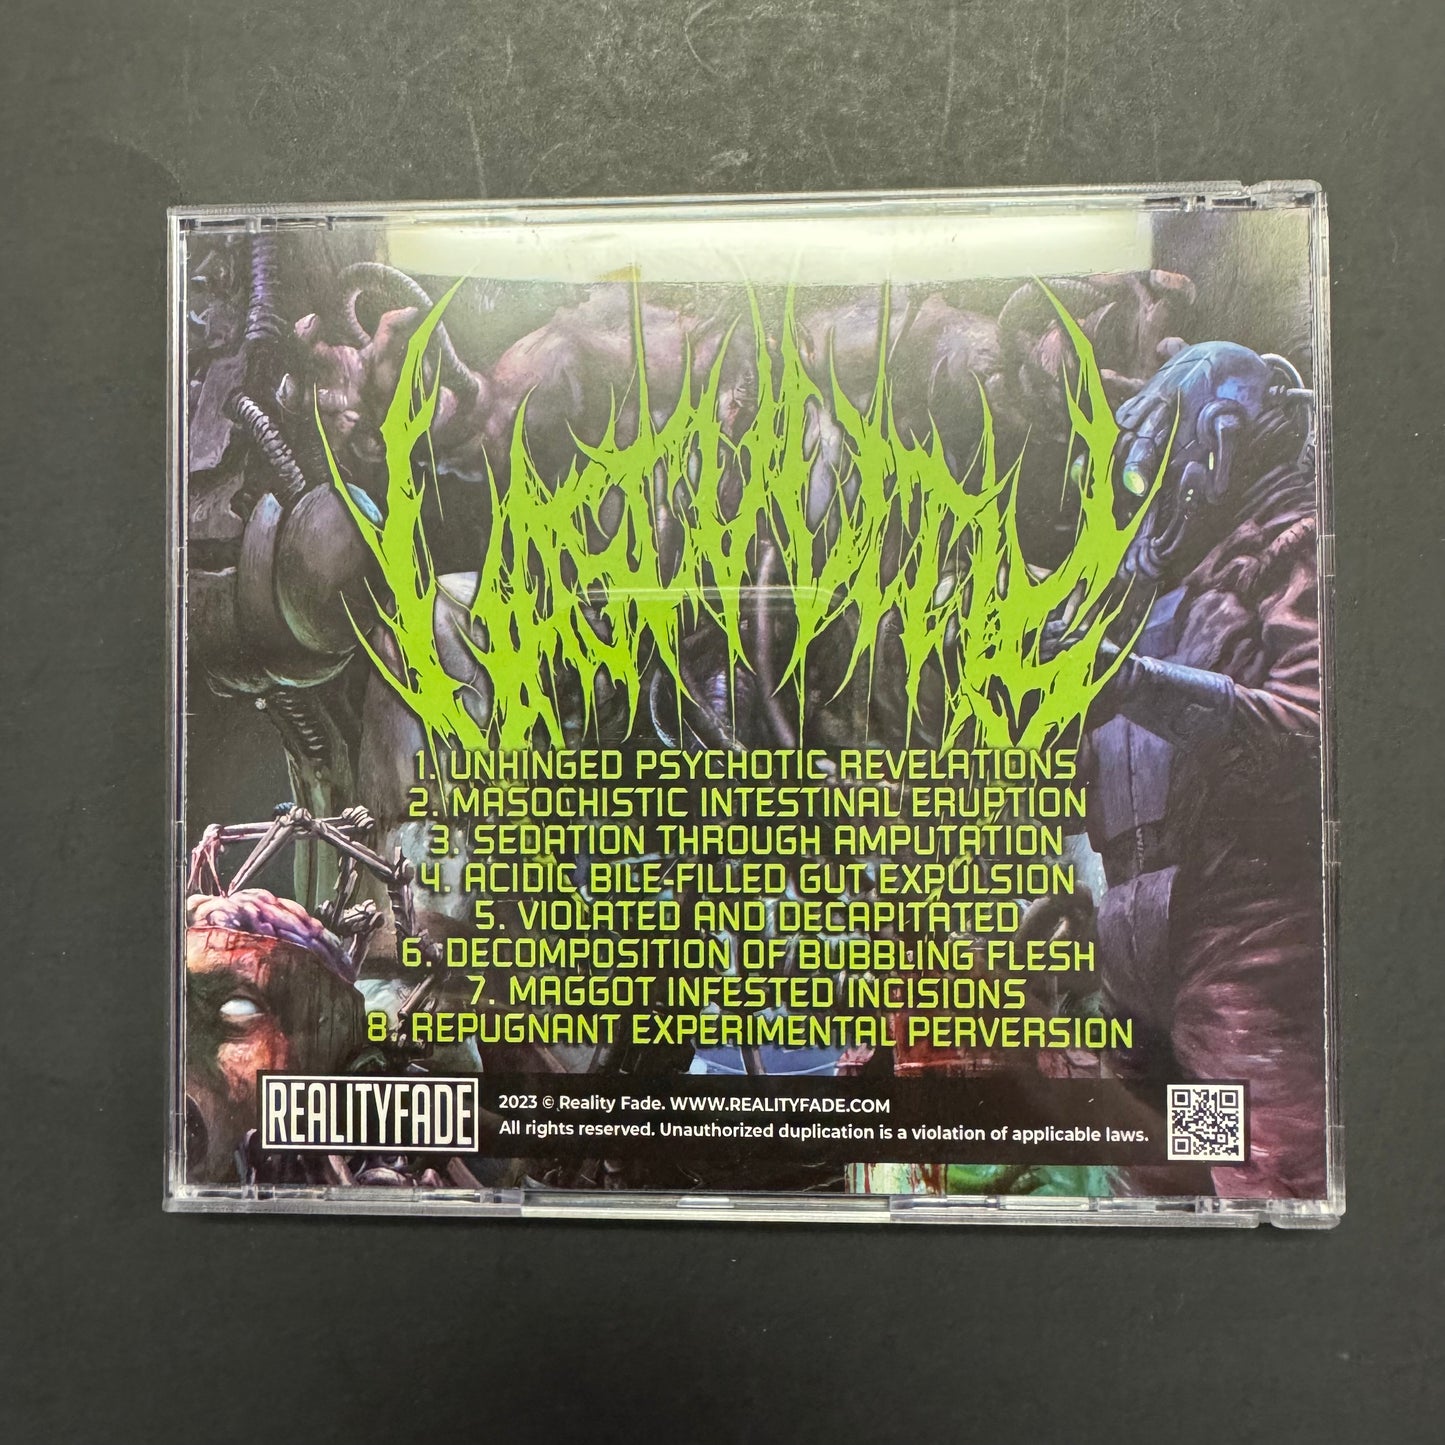 1. UNHINGED PSYCHOTIC REVELATIONS
2. MASOCHISTIC INTESTINAL ERUPTION
3. SEDATION THROUGH AMPUTATION
4. ACIDIC BILE-FILLED GUT EXPULSION
5. VIOLATED AND DECAPITATED
6. DECOMPOSITION OF BUBBLING FLESH
7. MAGGOT INFESTED INCISIONS
8. REPUGNANT EXPERIMENTAL PERVERSION
REALITYFADE
2023 © Reality Fade. WWW.REALITYFADE.COM
All rights reserved. Unauthorized duplication is a violation of applicable laws.